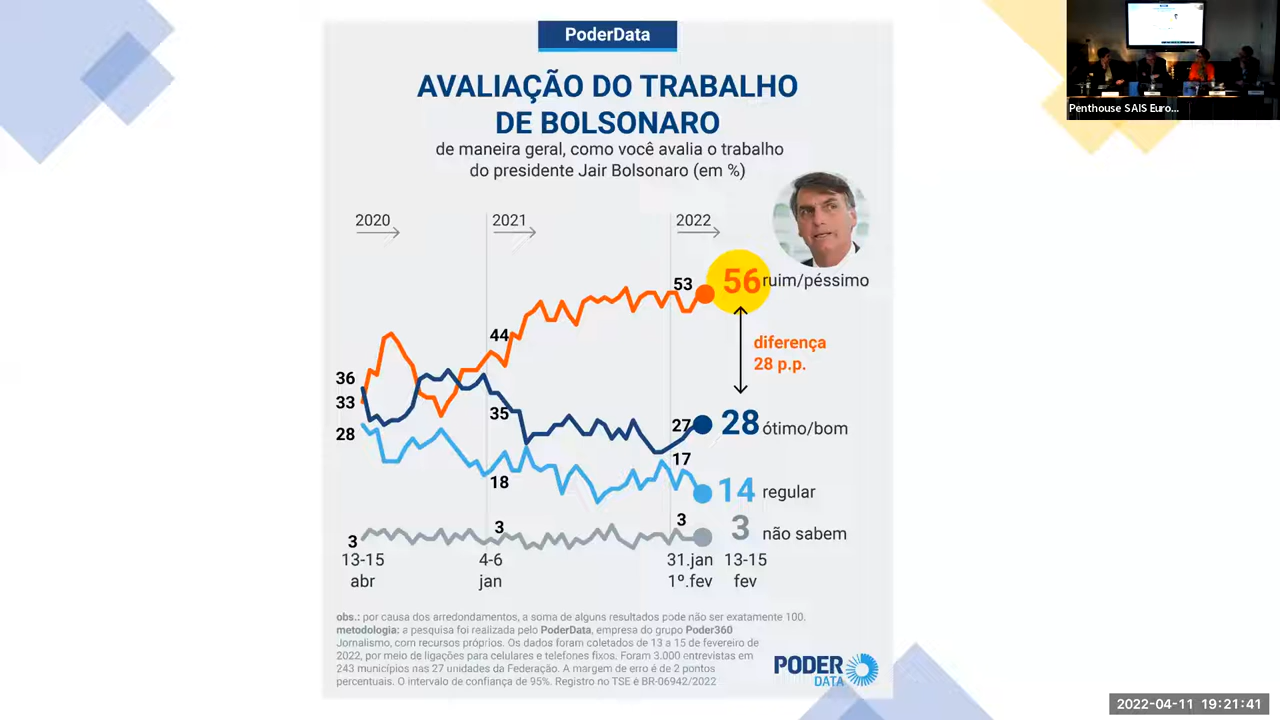 PoderData
Penthouse SAIS Euro...
AVALIAÇÃO DO TRABALHO
DE BOLSONARO
de maneira geral, como você avalia o trabalho
do presidente Jair Bolsonaro (em %)
2020
2021
2022
53
56 ruim/péssimo
44
diferença
28 p.p.
36
33
28
35
27
28 ótimo/bom
17
18
14 regular
3
3
3
3 não sabem
13-15
abr
4-6
jan
31.jan
1º.fev
13-15
fev
obs.: por causa dos arredondamentos, a soma de alguns resultados pode não ser exatamente 100.
metodologia: a pesquisa foi realizada pelo PoderData, empresa do grupo Poder360
Jornalismo, com recursos próprios. Os dados foram coletados de 13 a 15 de fevereiro de
2022, por meio de ligações para celulares e telefones fixos. Foram 3.000 entrevistas em
243 municípios nas 27 unidades da Federação. A margem de erro é de 2 pontos
percentuais. O intervalo de confiança de 95%. Registro no TSE é BR-06942/2022
PODER
DATA
2022-04-11 19:21:41